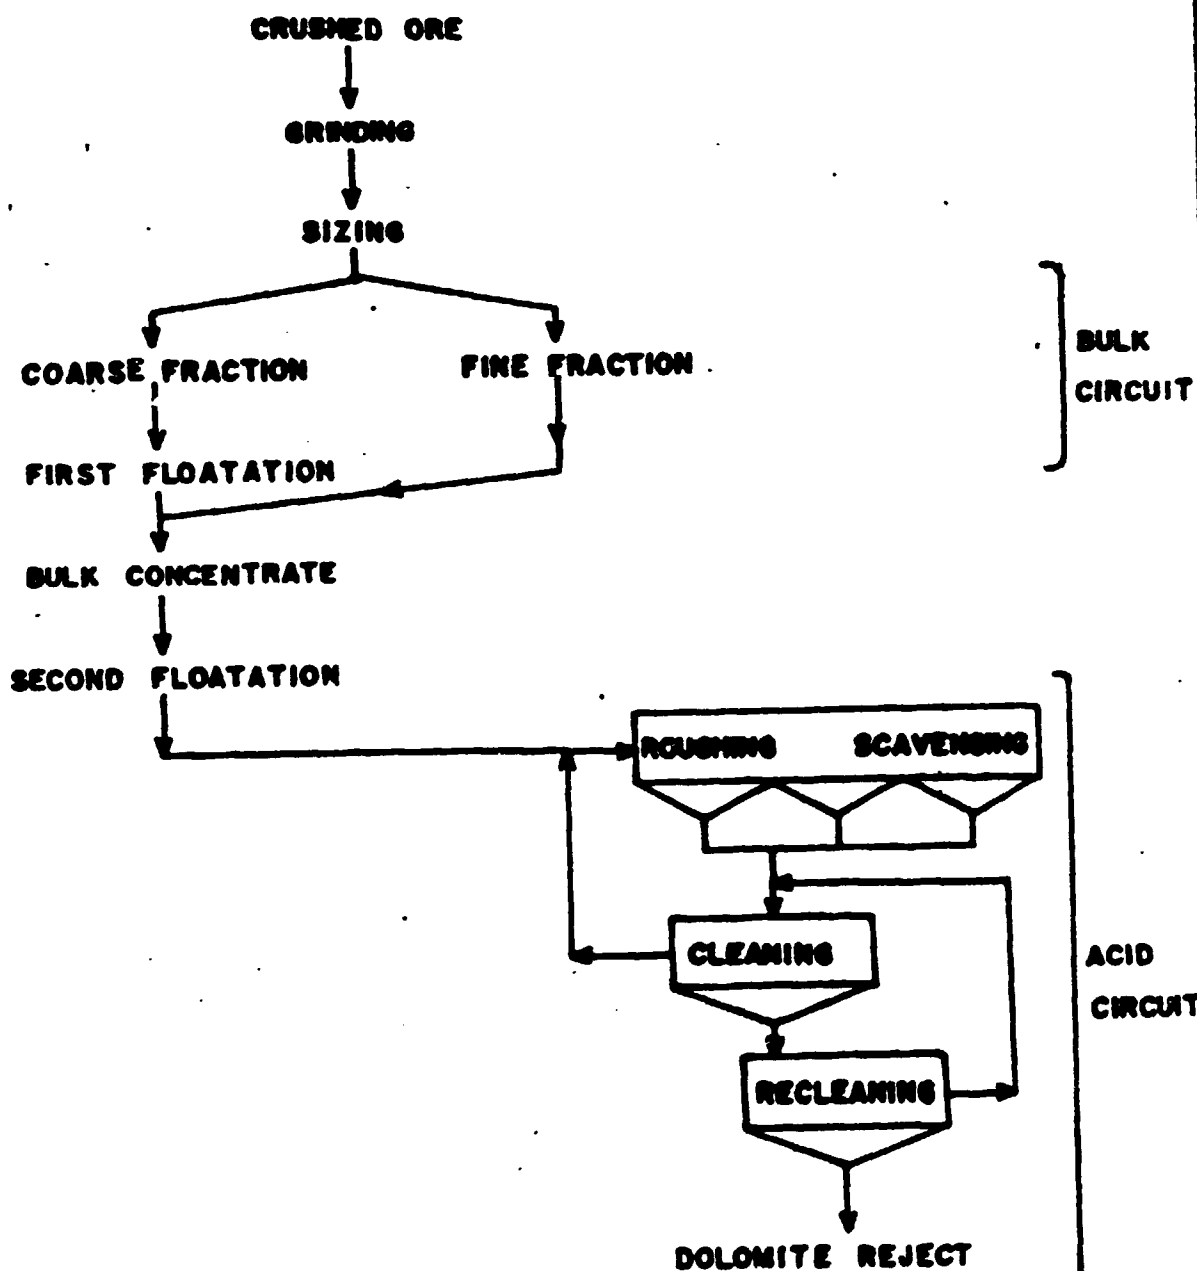 CRUSHED ORE
GRINDING
SIZING
COARSE FRACTION
FINE FRACTION
BULK
CIRCUIT
FIRST FLOATATION
BULK CONCENTRATE
SECOND FLOATATION
ROUGHING SCAVENGING
CLEANING
ACID
CIRCUIT
RECLEANING
DOLOMITE REJECT